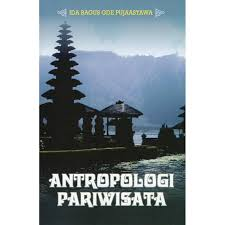 IDA BAGUS GDE PUJAASTAWA
ANTROPOLOGI
PARIWISATA